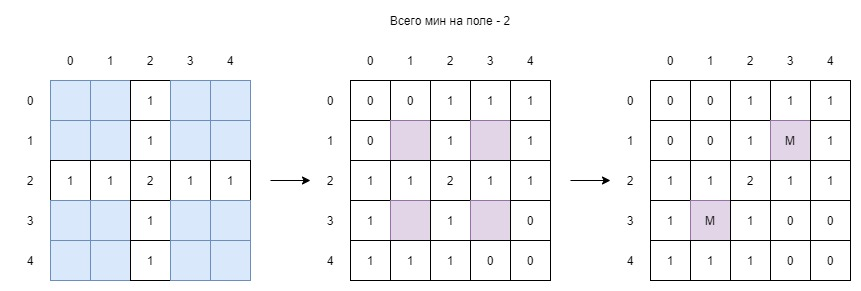 Всего мин на поле - 2
0 1 2 3 4 0 1 2 3 4 0 1 2 3 4
0 1 0 0 0 1 1 1 0 0 0 1 1 1
1 1 1 0 1 1 1 0 0 1 M 1
2 1 1 2 1 1 2 1 1 2 1 1 2 1 1 2 1 1
3 1 3 1 1 0 3 1 M 1 0 0
4 1 4 1 1 1 0 0 4 1 1 1 0 0